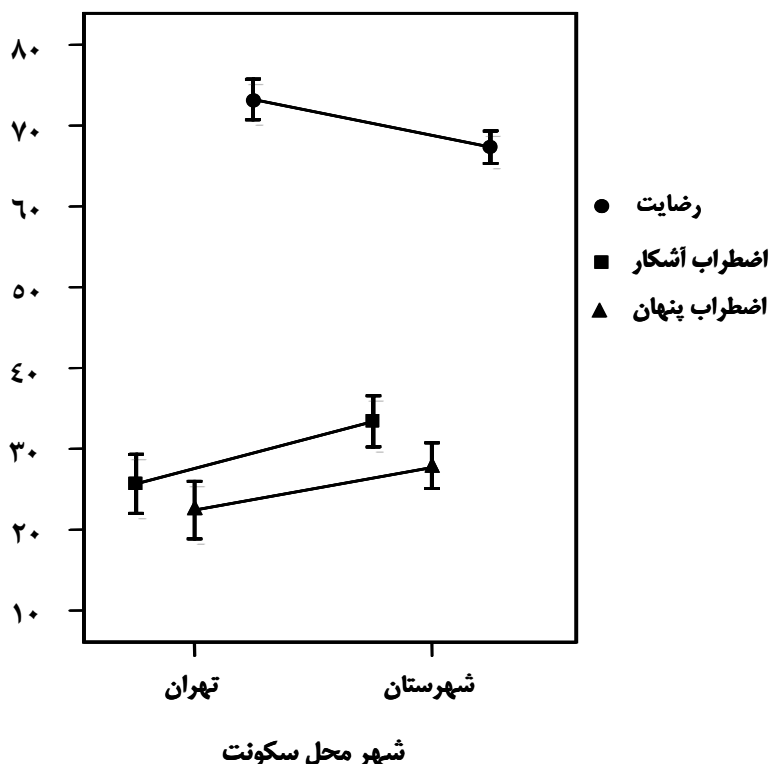 ۸۰
۷۰
۶۰
۵۰
۴۰
۳۰
۲۰
۱۰
رضایت
اضطراب آشکار
اضطراب پنهان
تهران
شهرستان
شهر محل سکونت